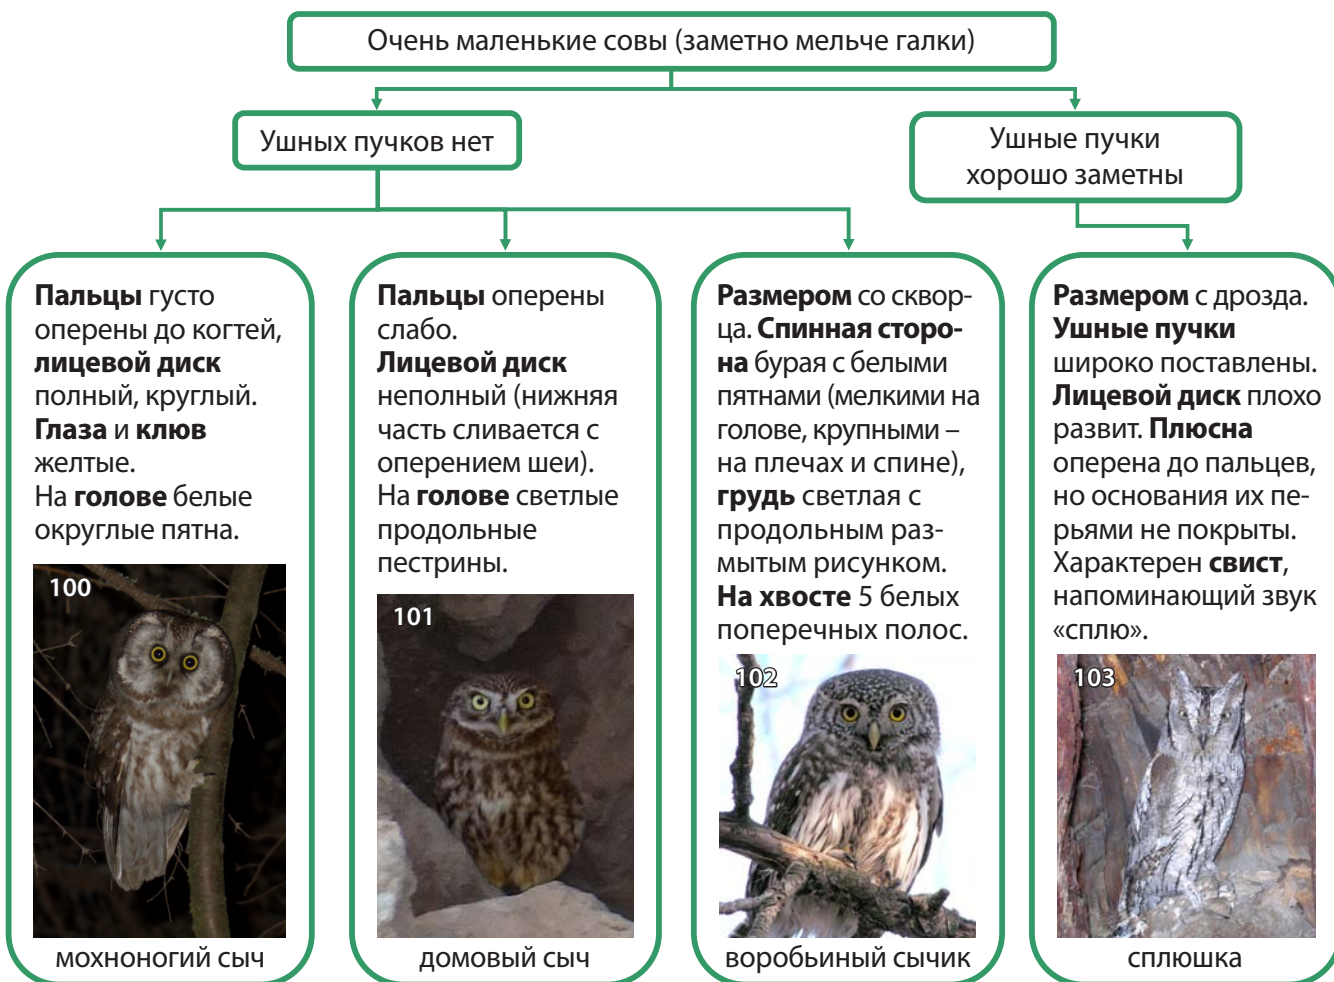 Очень маленькие совы (заметно мельче галки)
Ушных пучков нет
Ушные пучки
хорошо заметны
Пальцы густо
оперены до когтей,
лицевой диск
полный, круглый.
Глаза и клюв
желтые.
На голове белые
округлые пятна.
100
мохноногий сыч
Пальцы оперены
слабо.
Лицевой диск
неполный (нижняя
часть сливается с
оперением шеи).
На голове светлые
продольные
пестрины.
101
домовый сыч
Размером со сквор-
ца. Спинная сторо-
на бурая с белыми
пятнами (мелкими на
голове, крупными –
на плечах и спине),
грудь светлая с
продольным раз-
мытым рисунком.
На хвосте 5 белых
поперечных полос.
102
воробьиный сычик
Размером с дрозда.
Ушные пучки
широко поставлены.
Лицевой диск плохо
развит. Плюсна
оперена до пальцев,
но основания их пе-
рьями не покрыты.
Характерен свист,
напоминающий звук
«сплю».
103
сплюшка